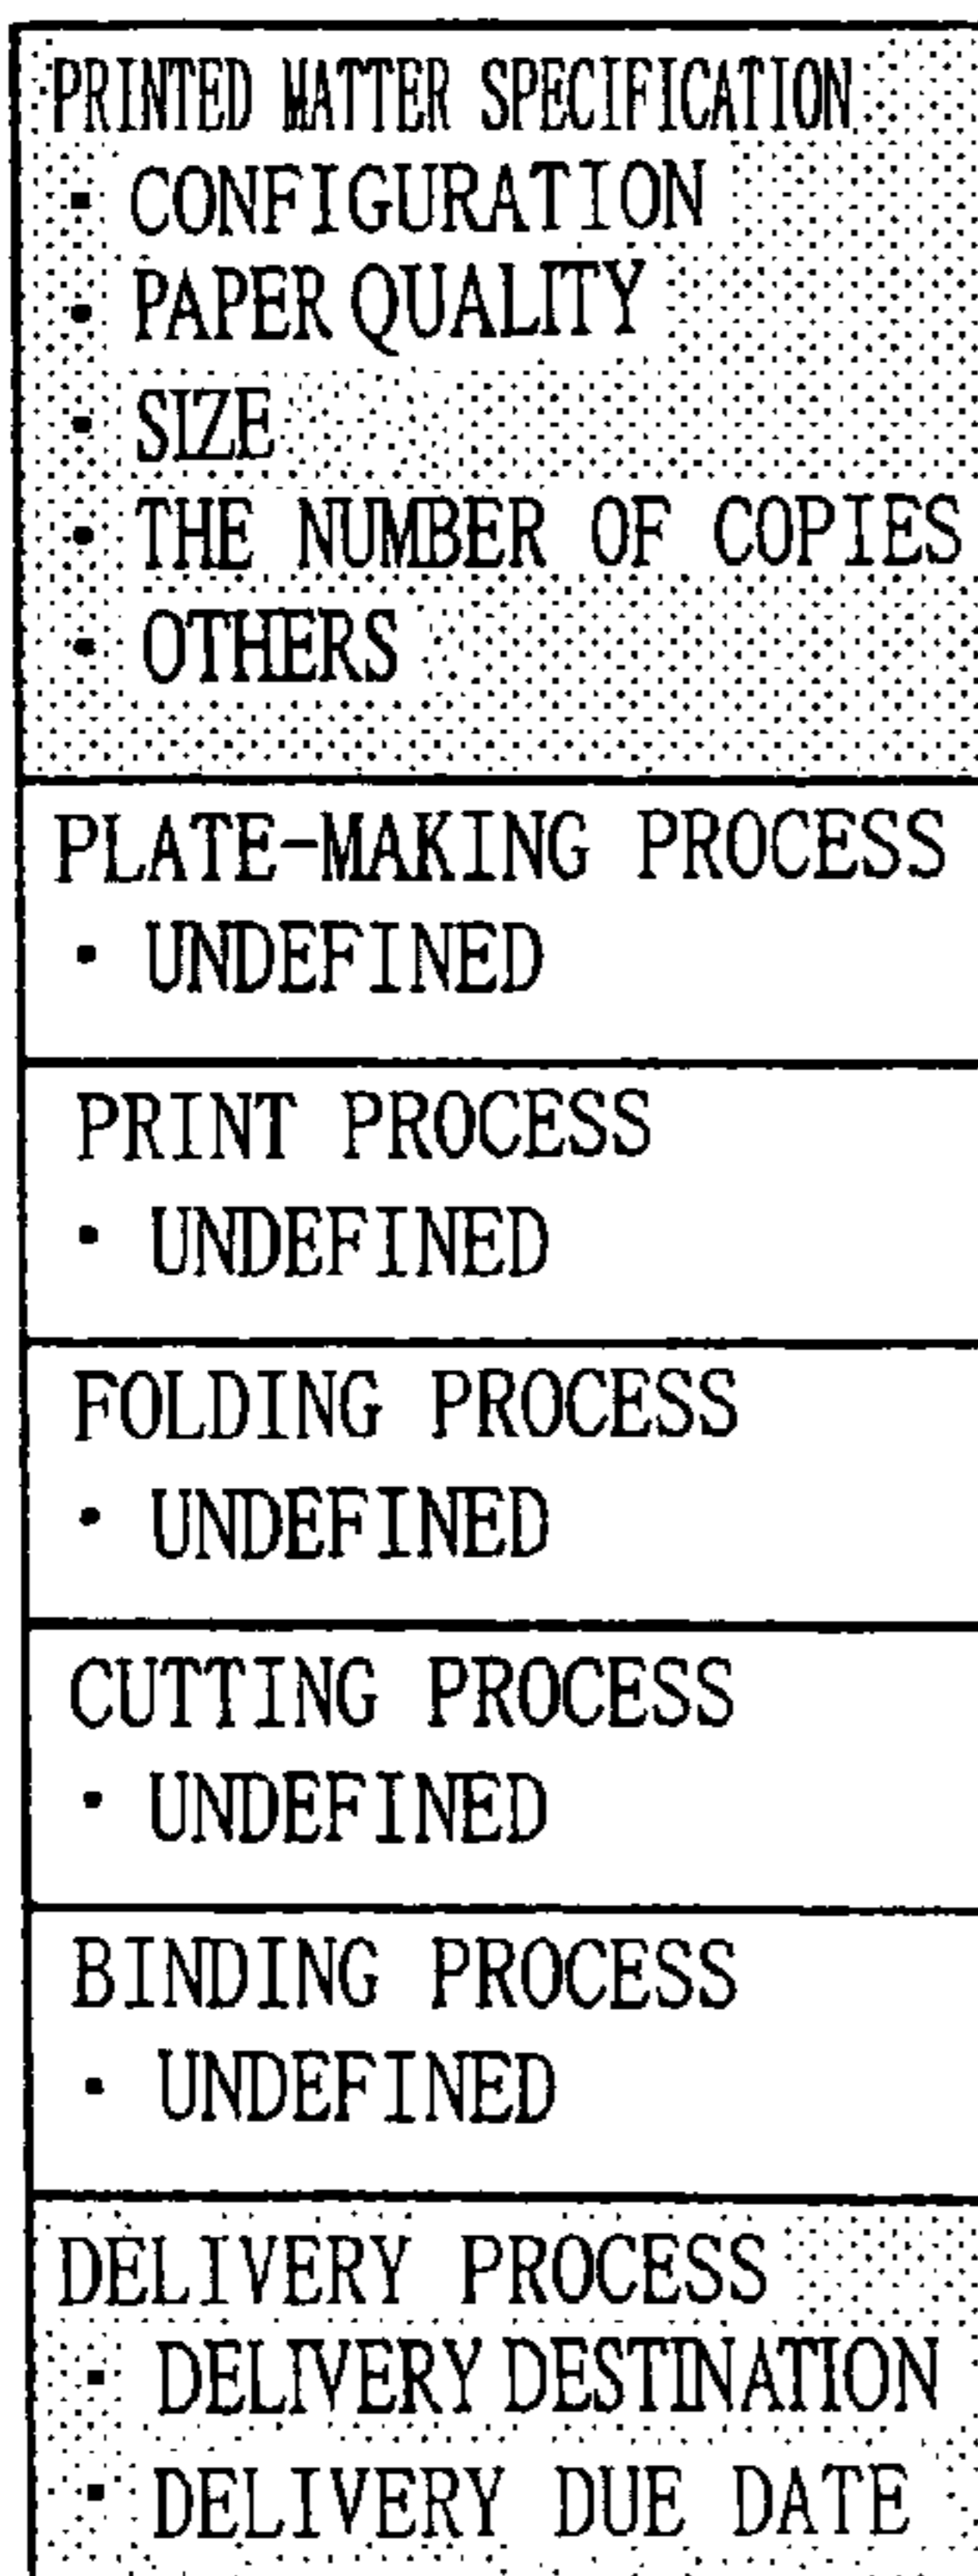 PRINTED MATTER SPECIFICATION
· CONFIGURATION
· PAPER QUALITY
· SIZE
· THE NUMBER OF COPIES
· OTHERS
PLATE-MAKING PROCESS
· UNDEFINED
PRINT PROCESS
· UNDEFINED
FOLDING PROCESS
· UNDEFINED
CUTTING PROCESS
· UNDEFINED
BINDING PROCESS
· UNDEFINED
DELIVERY PROCESS
· DELIVERY DESTINATION
· DELIVERY DUE DATE